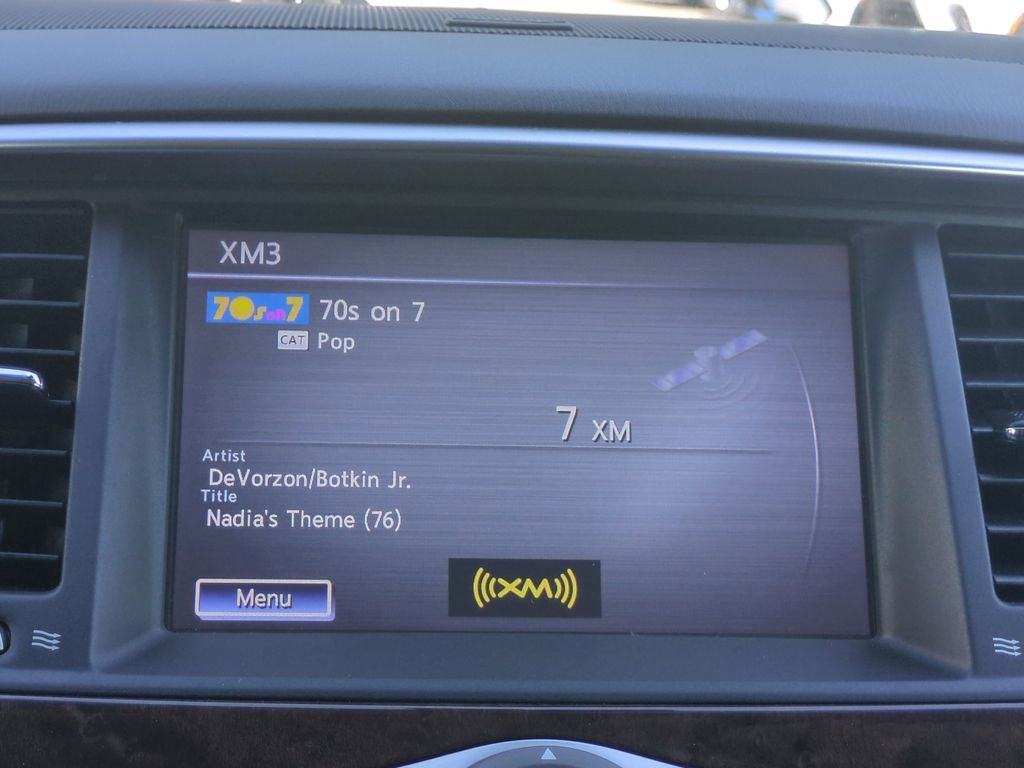 XM3
70s on 7 70s on 7
CAT Pop
7 XM
Artist
DeVorzon/Botkin Jr.
Title
Nadia's Theme (76)
Menu
XM